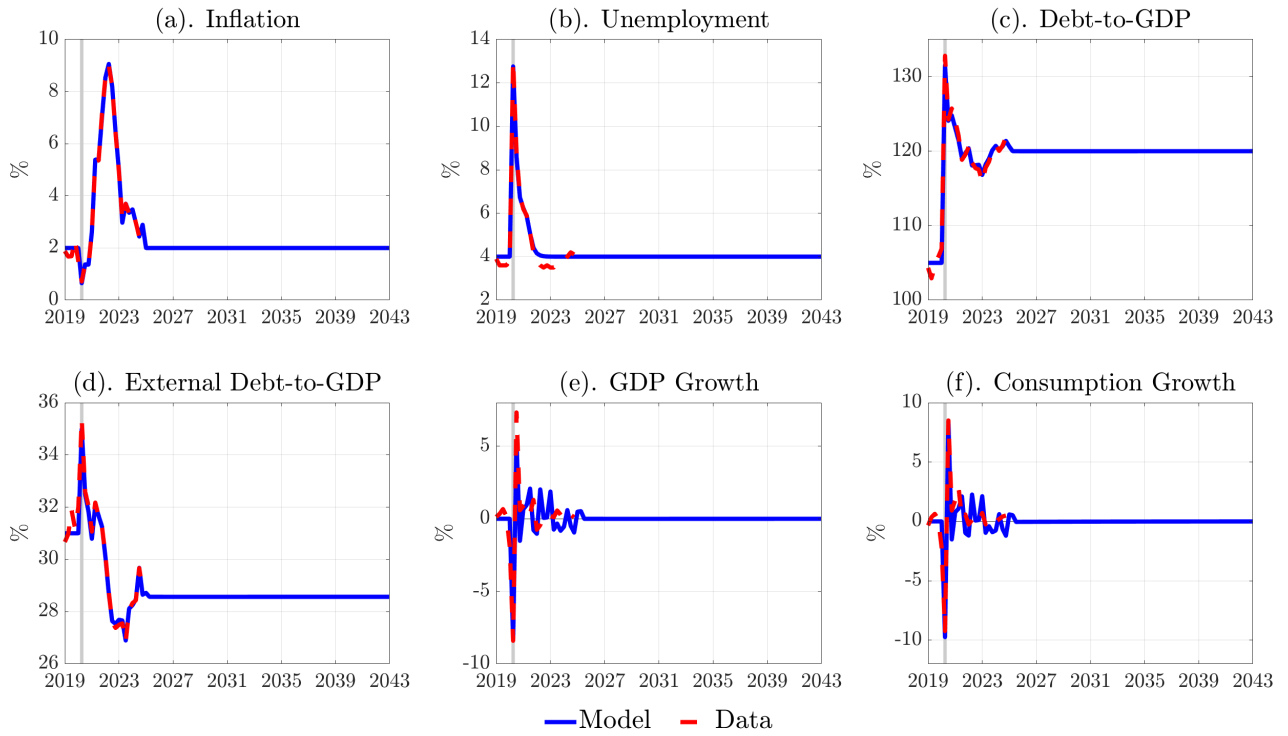 (a). Inflation
10
8
6
4
2
0
%
2019 2023 2027 2031 2035 2039 2043
(b). Unemployment
14
12
10
8
6
4
2
%
2019 2023 2027 2031 2035 2039 2043
(c). Debt-to-GDP
130
120
110
100
%
2019 2023 2027 2031 2035 2039 2043
(d). External Debt-to-GDP
36
34
32
30
28
26
%
2019 2023 2027 2031 2035 2039 2043
(e). GDP Growth
5
0
-5
-10
%
2019 2023 2027 2031 2035 2039 2043
(f). Consumption Growth
10
5
0
-5
-10
%
2019 2023 2027 2031 2035 2039 2043
Model Data